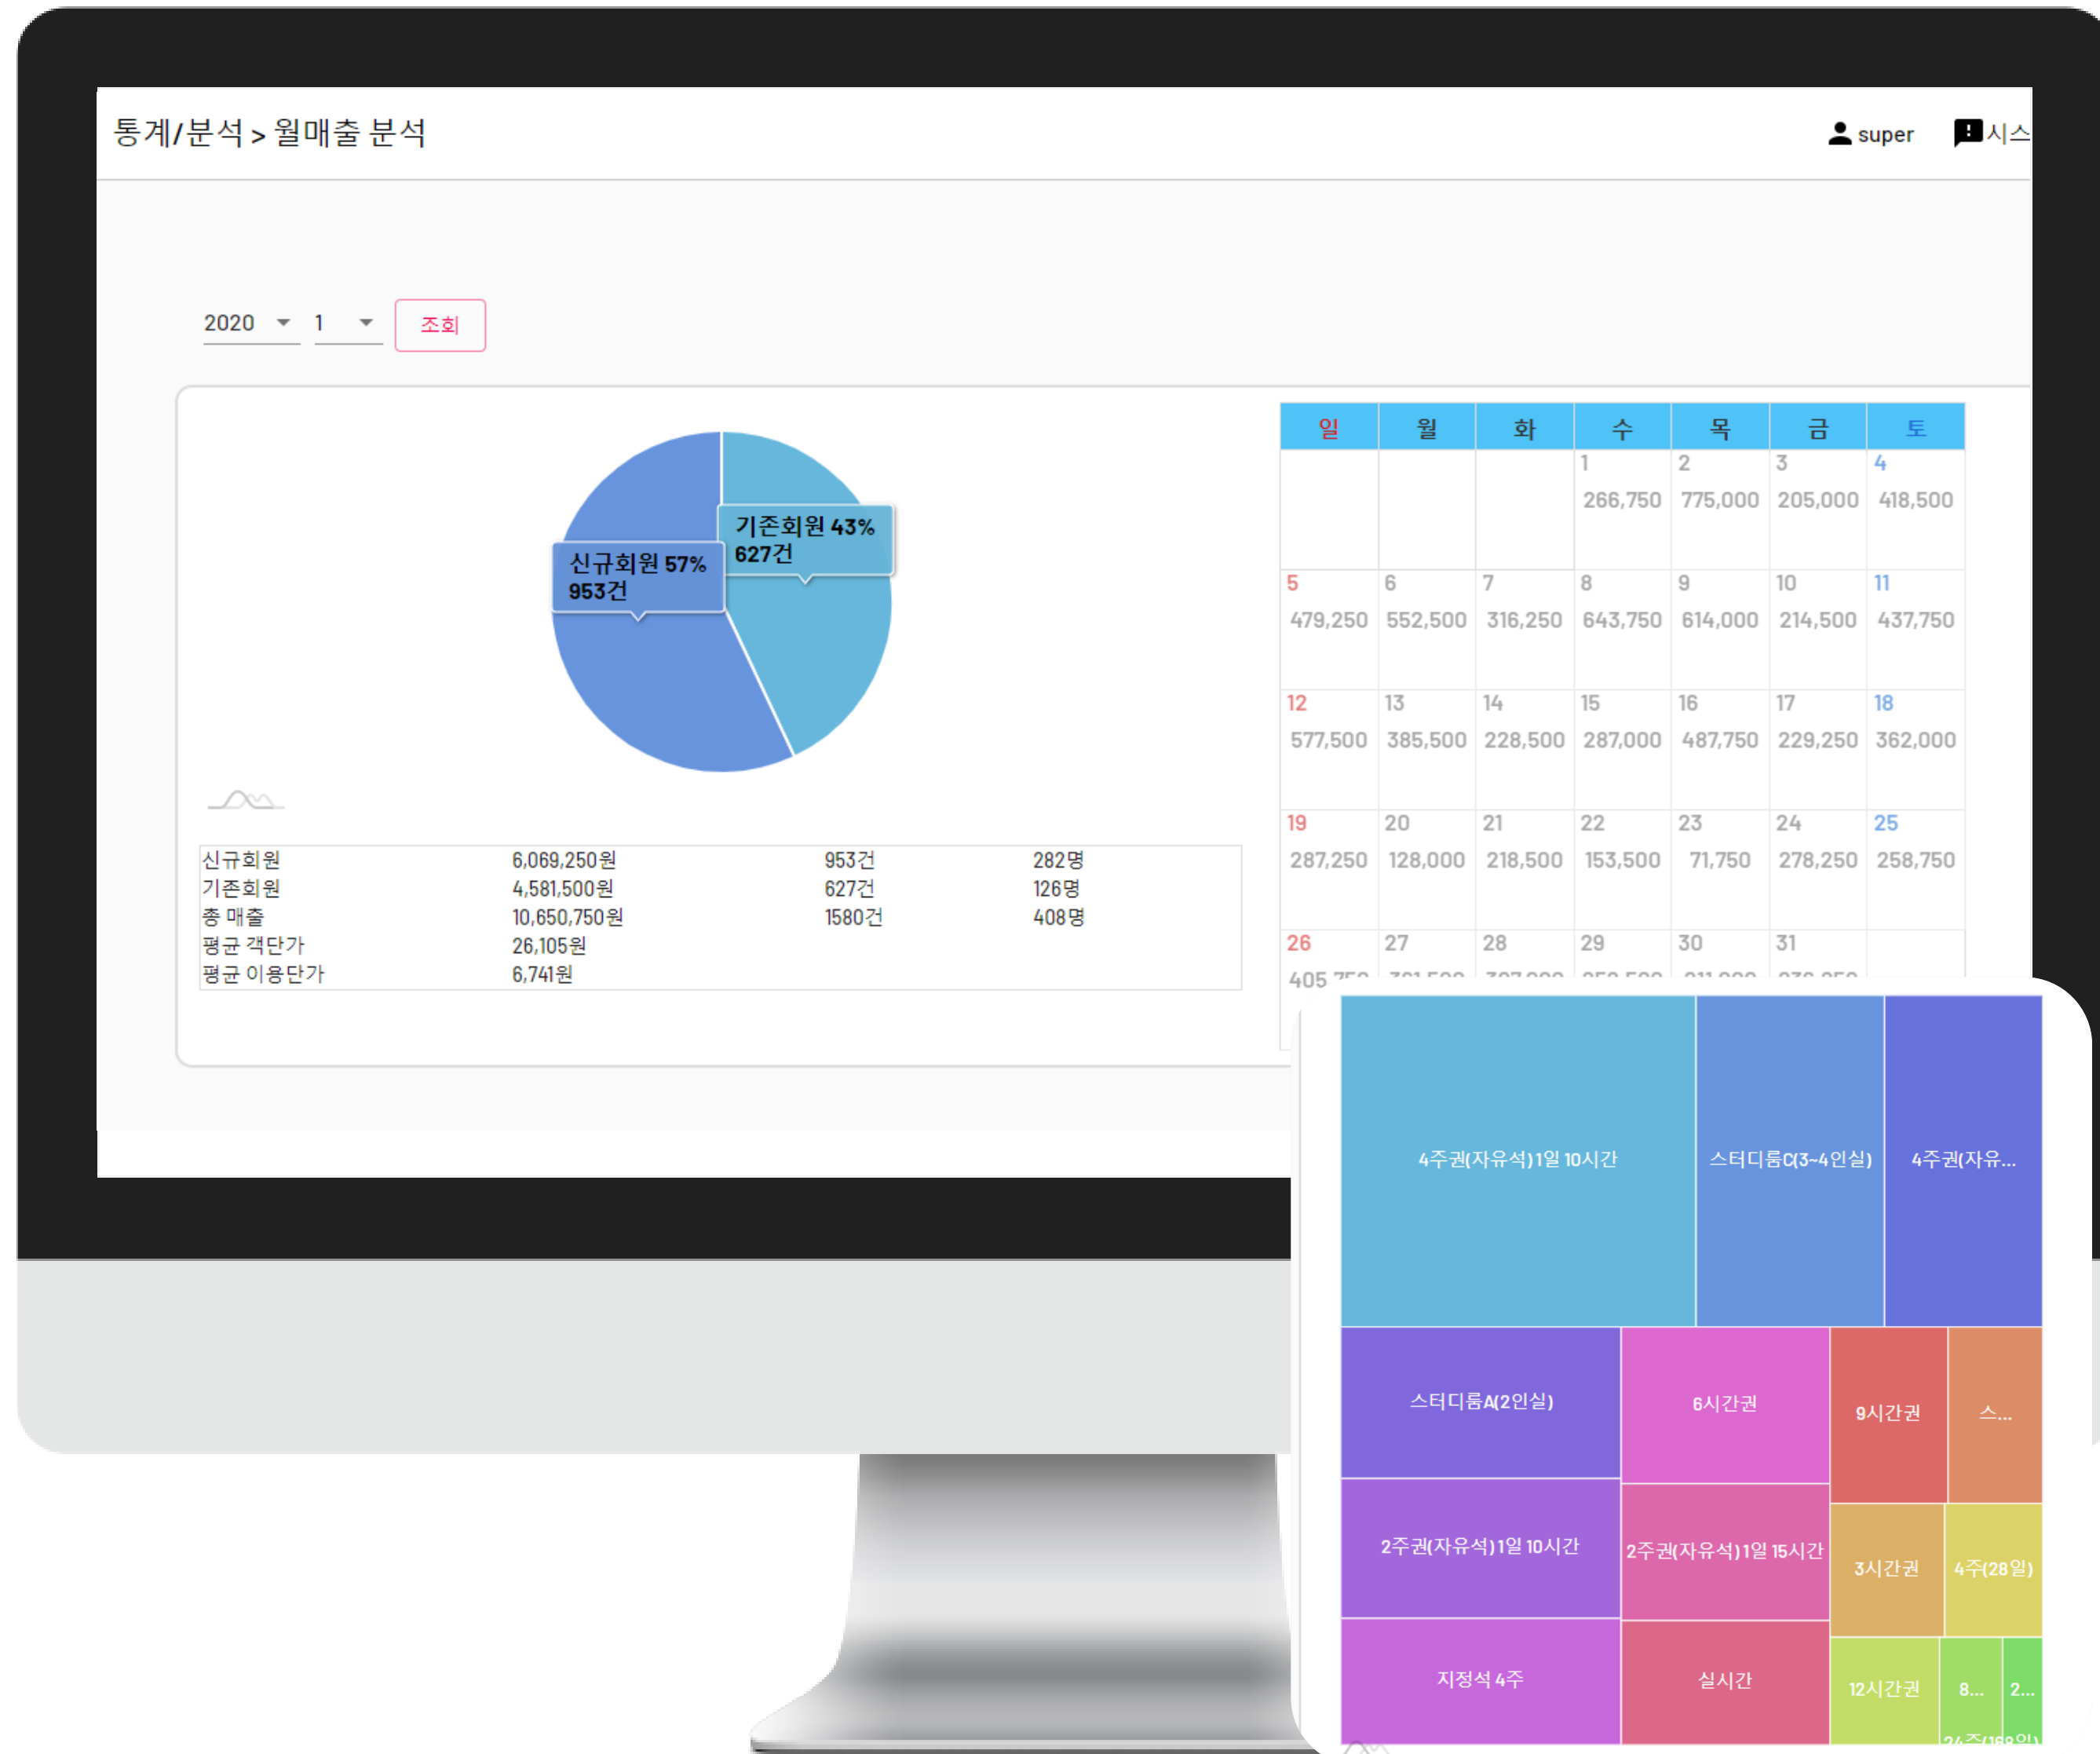 통계/분석 > 월매출 분석
super
시스
2020 1 조회
기존회원 43%
627건
신규회원 57%
953건
신규회원 6,069,250원 953건 282명
기존회원 4,581,500원 627건 126명
총 매출 10,650,750원 1580건 408명
평균 객단가 26,105원
평균 이용단가 6,741원
일 월 화 수 목 금 토
1 2 3 4
266,750 775,000 205,000 418,500
5 6 7 8 9 10 11
479,250 552,500 316,250 643,750 614,000 214,500 437,750
12 13 14 15 16 17 18
577,500 385,500 228,500 287,000 487,750 229,250 362,000
19 20 21 22 23 24 25
287,250 128,000 218,500 153,500 71,750 278,250 258,750
26 27 28 29 30 31
4주권(자유석) 1일 10시간 스터디룸C(3~4인실) 4주권(자유...
스터디룸A(2인실) 6시간권 9시간권 스...
2주권(자유석) 1일 10시간 2주권(자유석) 1일 15시간 3시간권 4주(28일)
지정석 4주 실시간 12시간권 8... 2...
24주(168일)